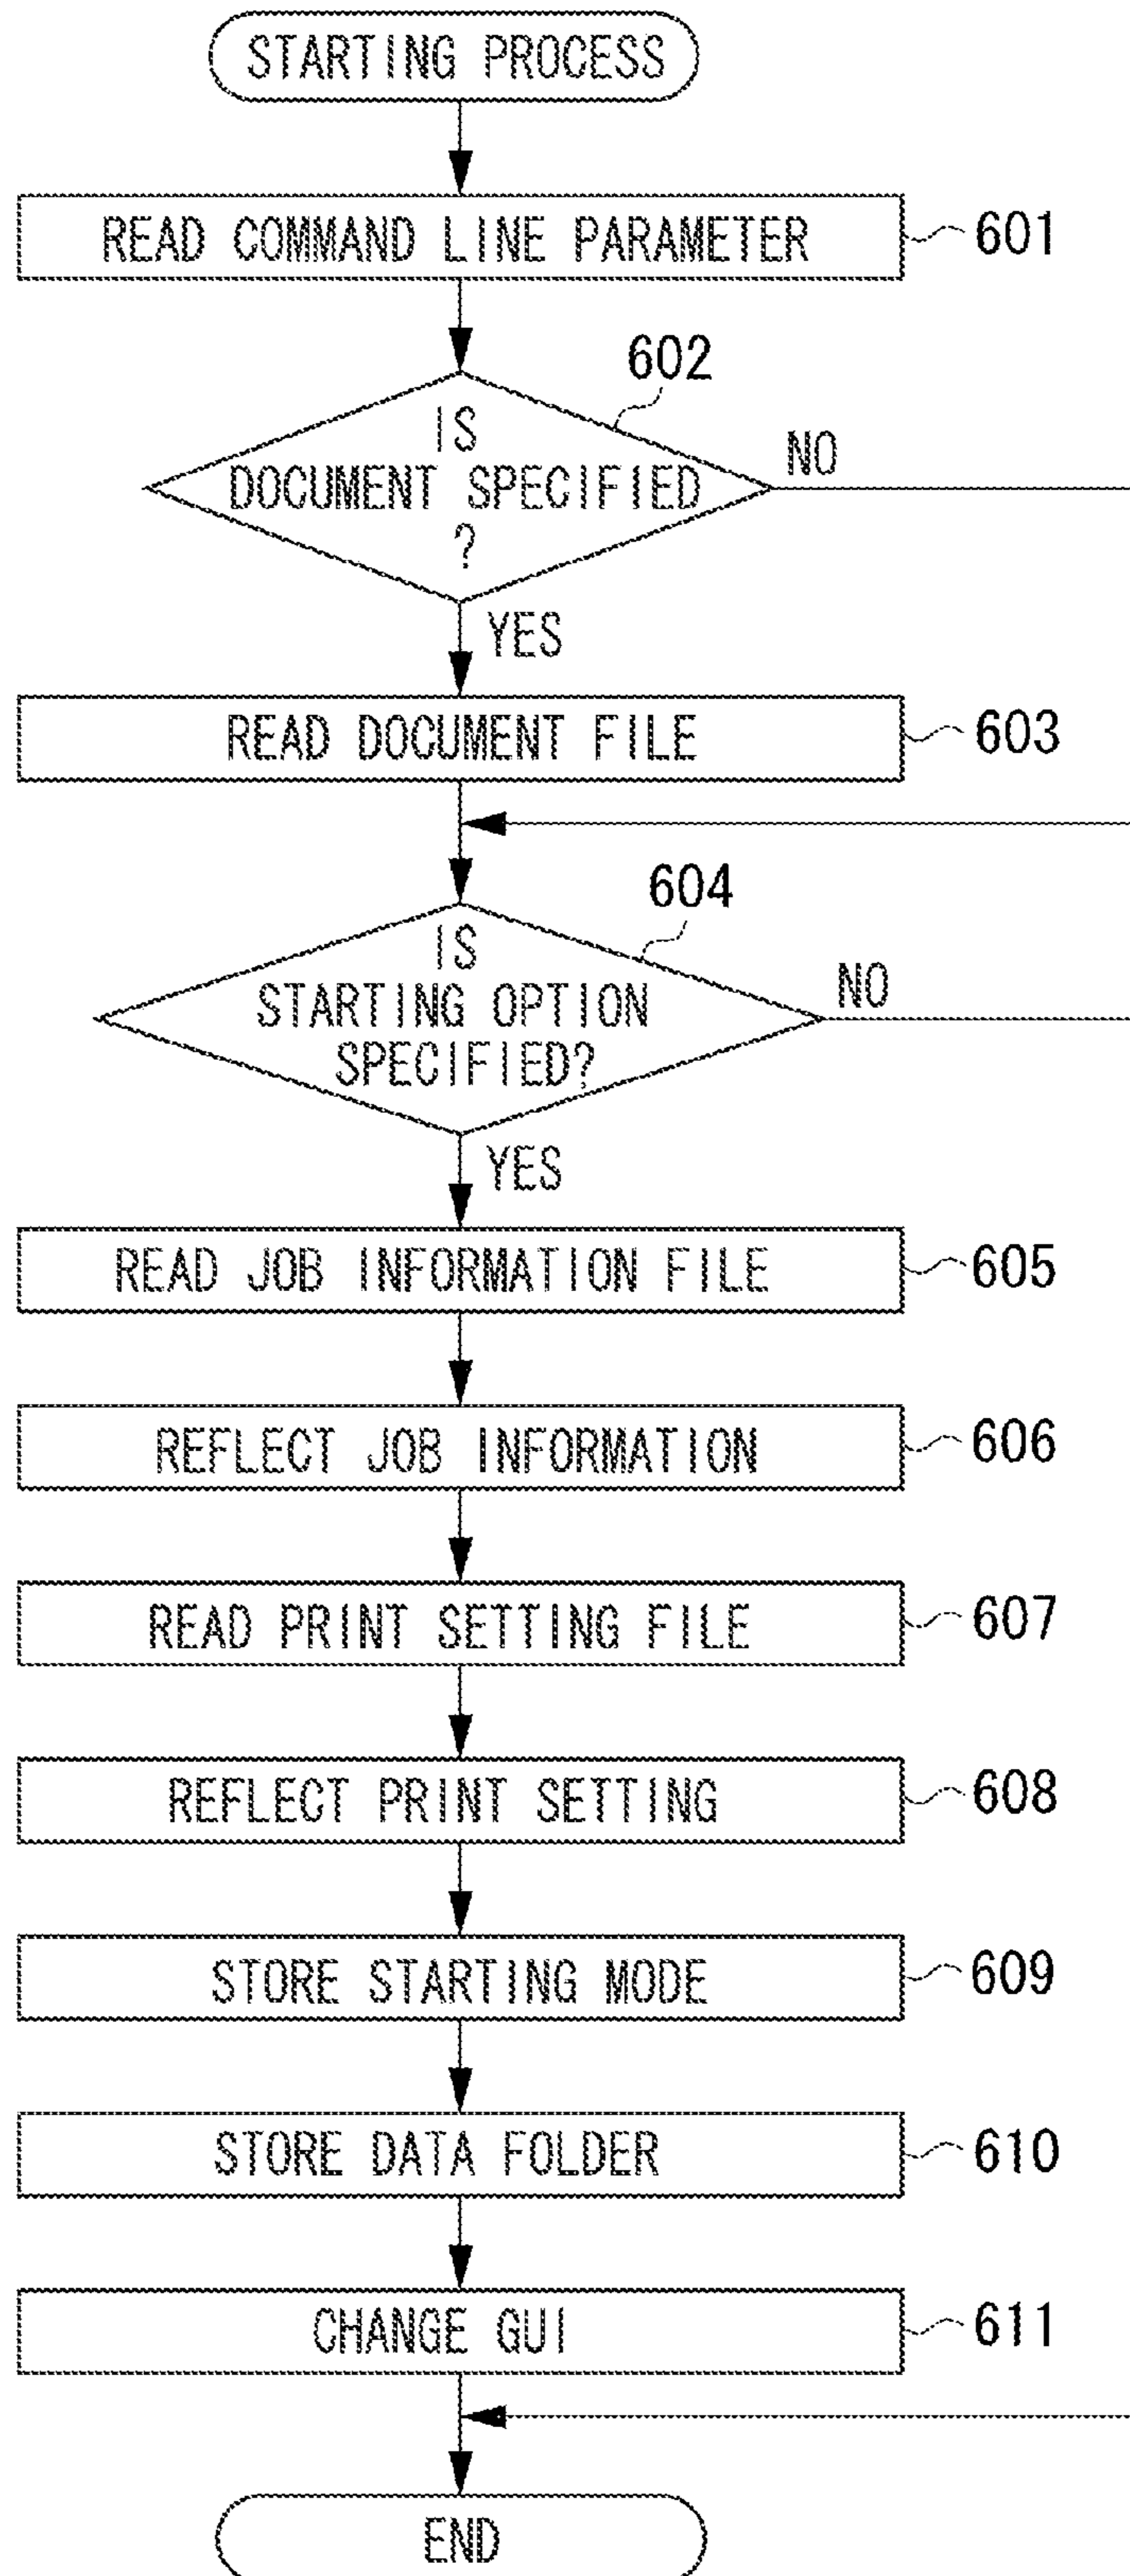 STARTING PROCESS
READ COMMAND LINE PARAMETER
601
602
IS
DOCUMENT SPECIFIED
?
NO
YES
READ DOCUMENT FILE
603
604
IS
STARTING OPTION
SPECIFIED?
NO
YES
READ JOB INFORMATION FILE
605
REFLECT JOB INFORMATION
606
READ PRINT SETTING FILE
607
REFLECT PRINT SETTING
608
STORE STARTING MODE
609
STORE DATA FOLDER
610
CHANGE GUI
611
END